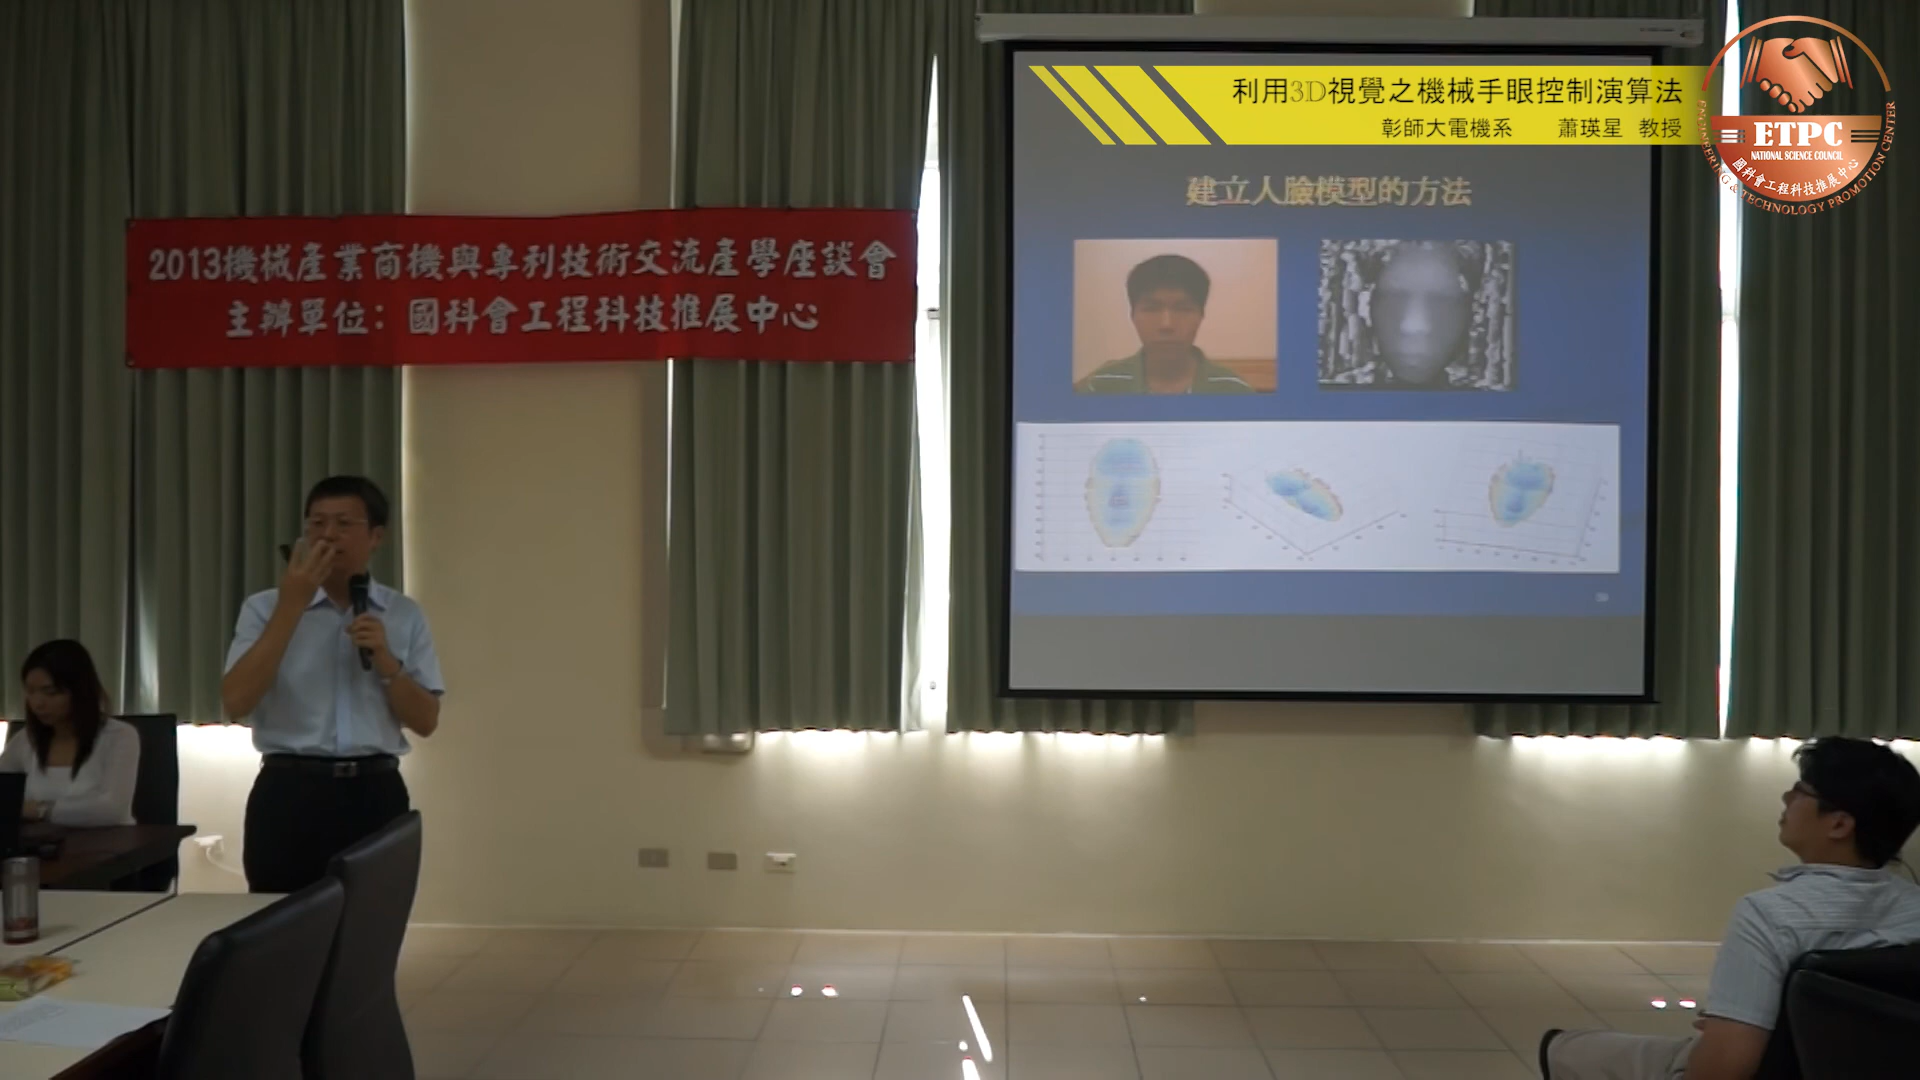 利用3D視覺之機械手眼控制演算法
彰師大電機系 蕭瑛星 教授
ETPC
NATIONAL SCIENCE COUNCIL
國科會工程科技推展中心
ENGINEERING & TECHNOLOGY PROMOTION CENTER
建立人臉模型的方法
2013機械產業商機與專利技術交流產學座談會
主辦單位：國科會工程科技推展中心